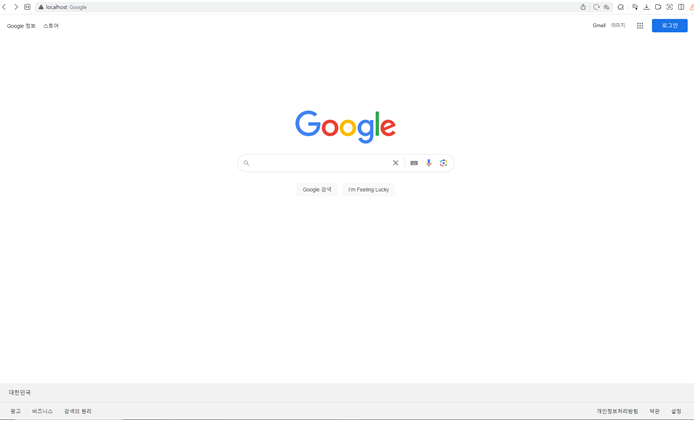 localhost Google
Google 정보 스토어
Gmail 이미지
로그인
Google
Google 검색 I'm Feeling Lucky
대한민국
광고 비즈니스 검색의 원리
개인정보처리방침 약관 설정